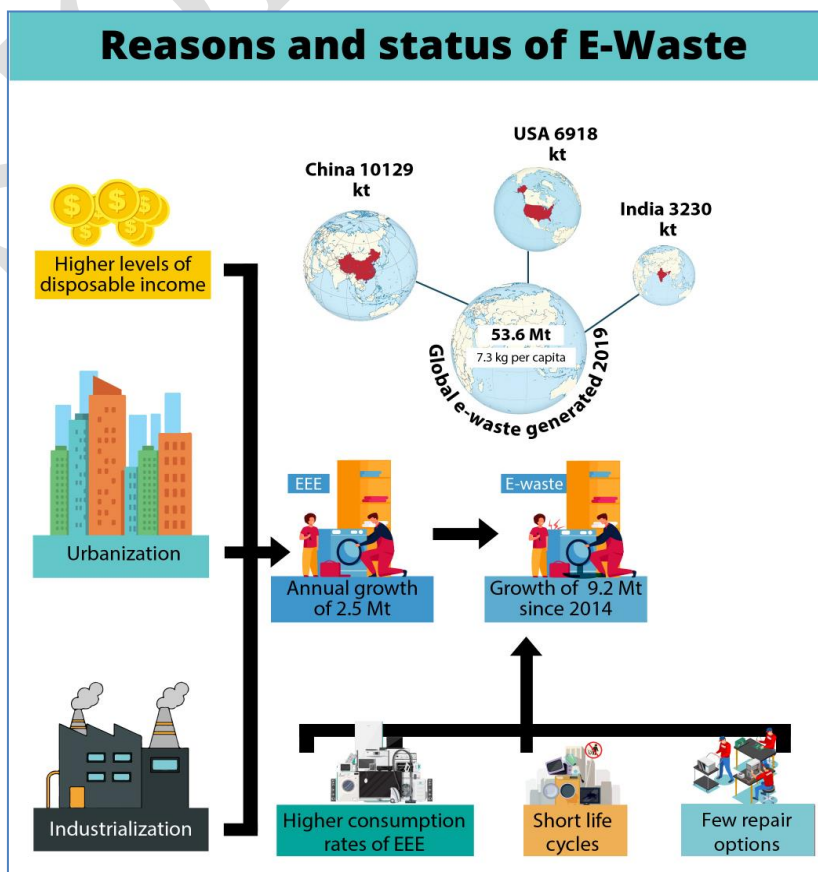 Reasons and status of E-Waste
USA 6918
kt
China 10129
kt
India 3230
kt
Higher levels of
disposable income
53.6 Mt
7.3 kg per capita
Global e-waste generated 2019
Urbanization
EEE
E-waste
Annual growth
of 2.5 Mt
Growth of 9.2 Mt
since 2014
Industrialization
Higher consumption
rates of EEE
Short life
cycles
Few repair
options